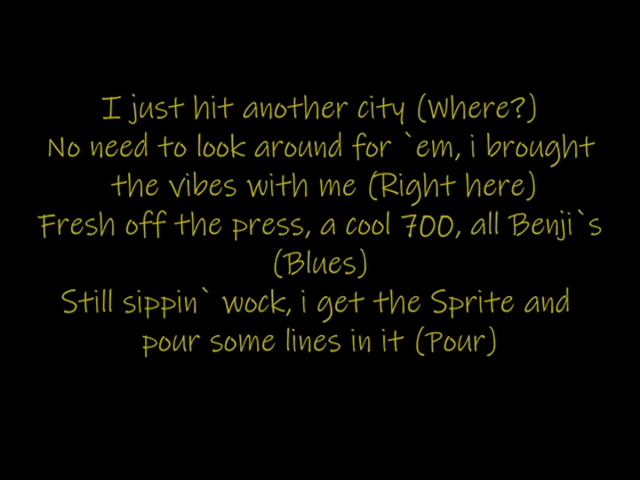 I just hit another city (Where?)
No need to look around for `em, i brought
the vibes with me (Right here)
Fresh off the press, a cool 700, all Benji`s
(Blues)
Still sippin` wock, i get the Sprite and
pour some lines in it (Pour)